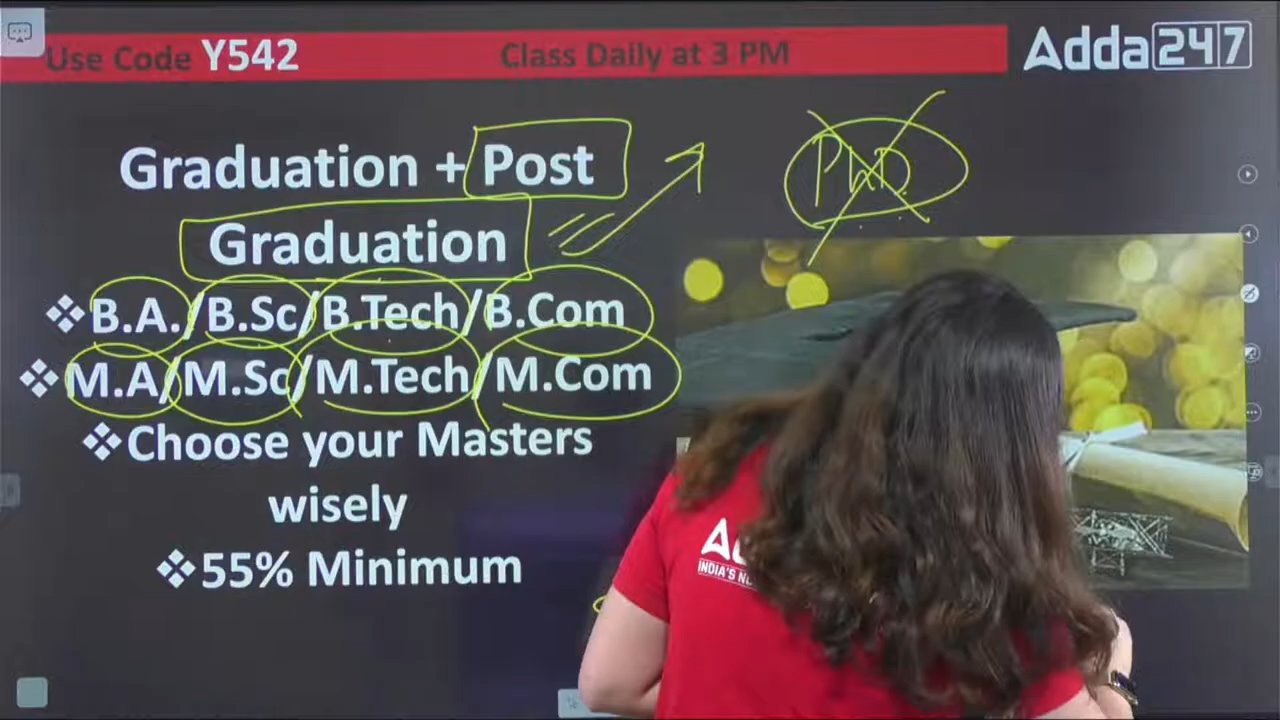 Use Code Y542 Class Daily at 3 PM Adda247
Graduation + Post
Graduation
PhD
❖B.A./B.Sc/B.Tech/B.Com
❖M.A/M.Sc/M.Tech/M.Com
❖Choose your Masters
wisely
❖55% Minimum
INDIA'S